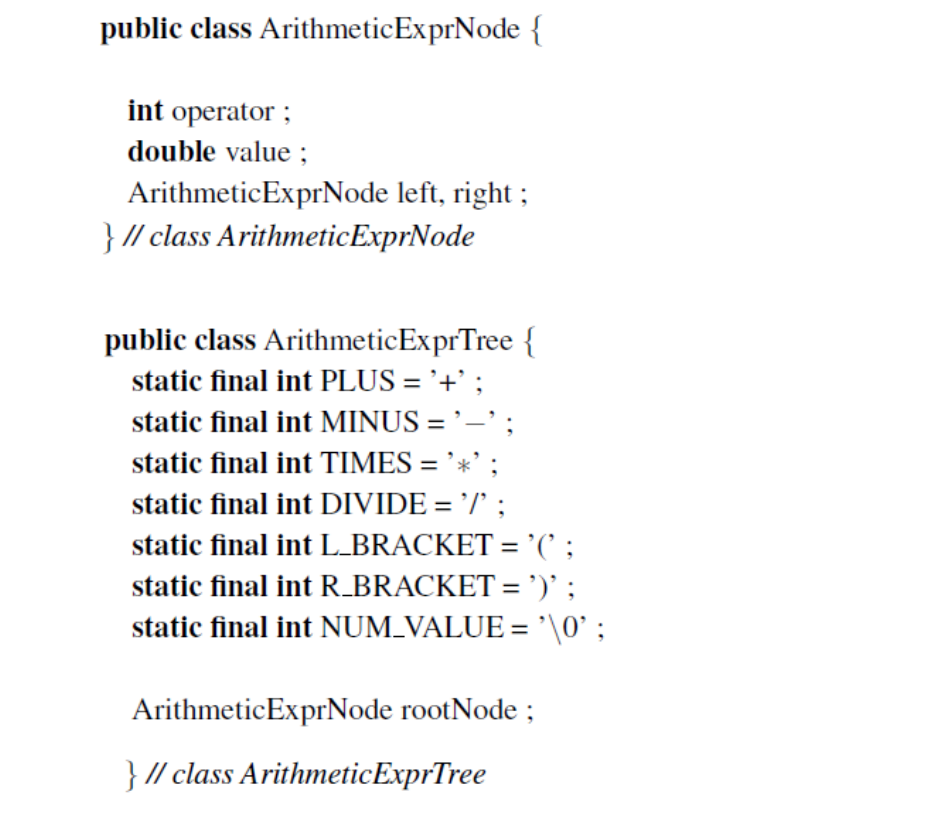 public class ArithmeticExprNode {
int operator ;
double value ;
ArithmeticExprNode left, right ;
} // class ArithmeticExprNode
public class ArithmeticExprTree {
static final int PLUS = ’+’ ;
static final int MINUS = ’−’ ;
static final int TIMES = ’∗’ ;
static final int DIVIDE = ’/’ ;
static final int L_BRACKET = ’(’ ;
static final int R_BRACKET = ’)’ ;
static final int NUM_VALUE = ’\0’ ;
ArithmeticExprNode rootNode ;
} // class ArithmeticExprTree